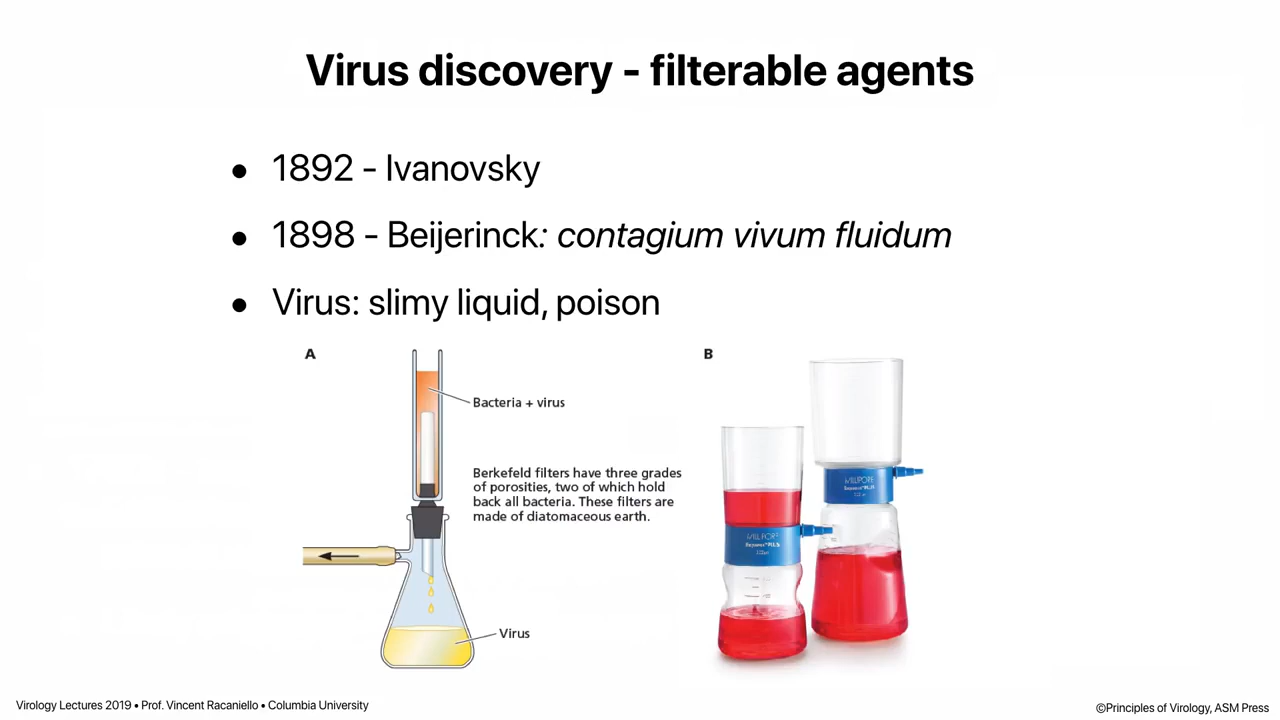 Virus discovery - filterable agents
• 1892 - Ivanovsky
• 1898 - Beijerinck: contagium vivum fluidum
• Virus: slimy liquid, poison
A
Bacteria + virus
Berkefeld filters have three grades
of porosities, two of which hold
back all bacteria. These filters are
made of diatomaceous earth.
Virus
B
MILLIPORE
MILLIPORE
Virology Lectures 2019 • Prof. Vincent Racaniello • Columbia University
©Principles of Virology, ASM Press